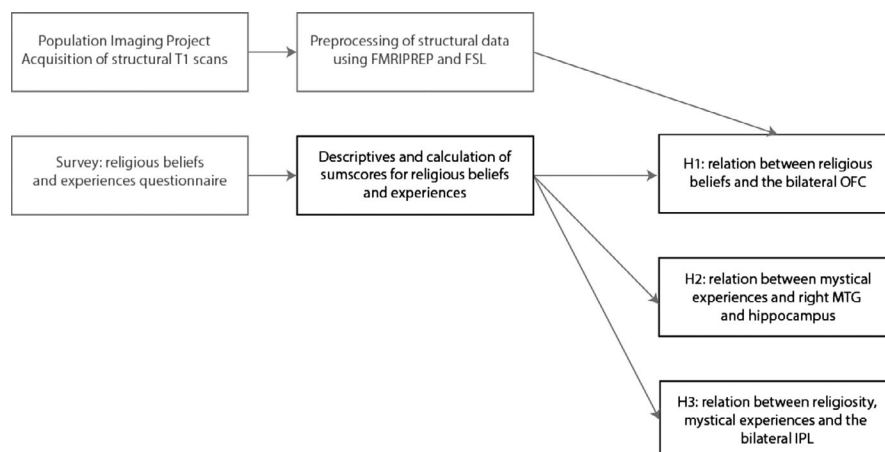 Population Imaging Project
Acquisition of structural T1 scans
Preprocessing of structural data
using FMRIPREP and FSL
Survey: religious beliefs
and experiences questionnaire
Descriptives and calculation of
sumscores for religious beliefs
and experiences
H1: relation between religious
beliefs and the bilateral OFC
H2: relation between mystical
experiences and right MTG
and hippocampus
H3: relation between religiosity,
mystical experiences and the
bilateral IPL